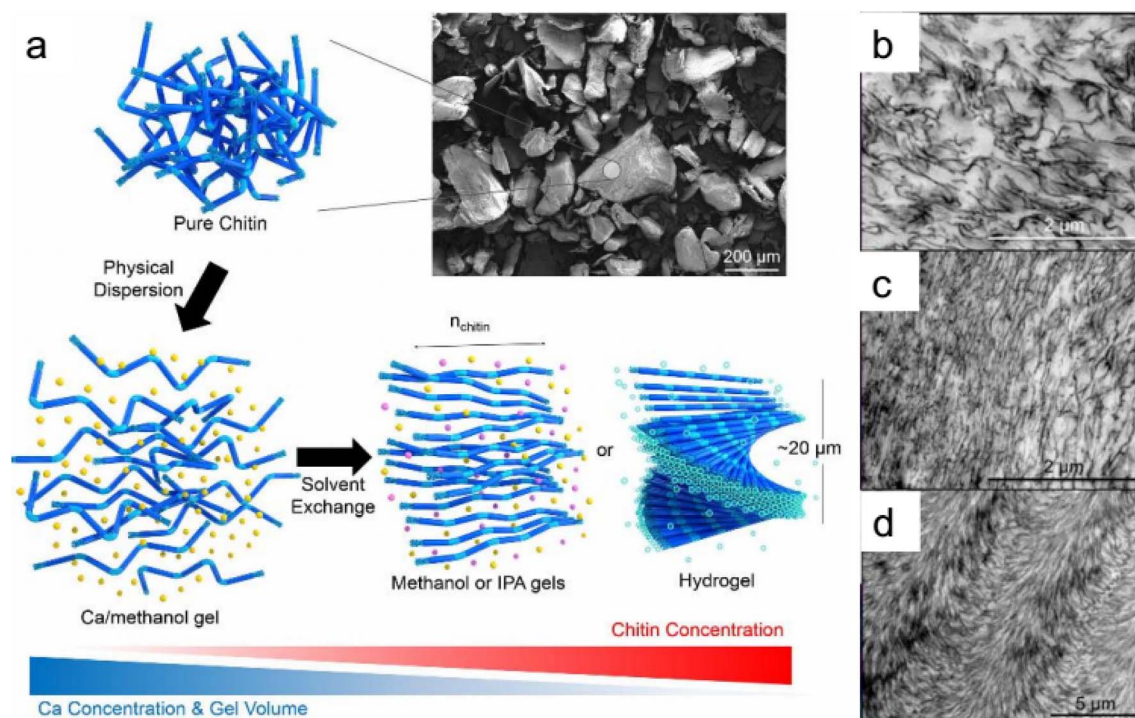 a
Pure Chitin
200 µm
Physical
Dispersion
n_chitin
~20 µm
or
Solvent
Exchange
Methanol or IPA gels
Hydrogel
Ca/methanol gel
Chitin Concentration
Ca Concentration & Gel Volume
b
2 µm
c
2 µm
d
5 µm